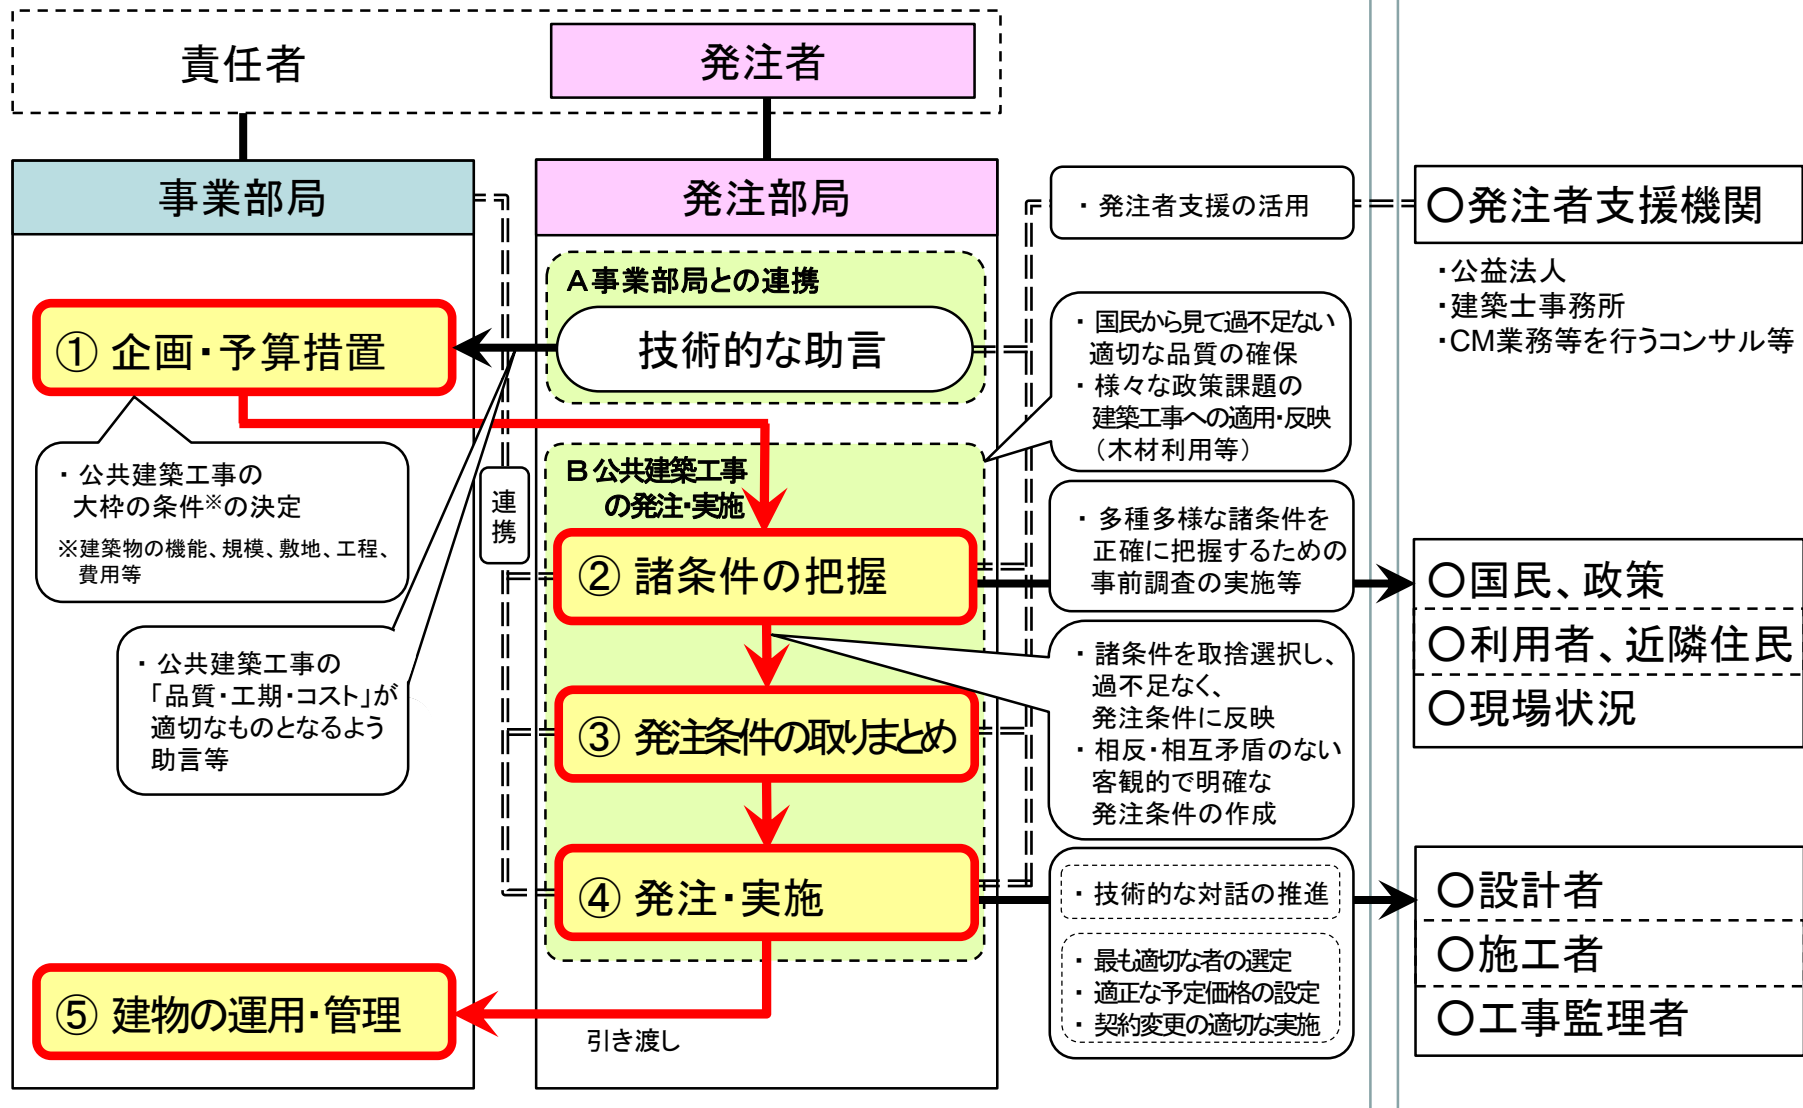 責任者
発注者
事業部局
発注部局
・発注者支援の活用
○発注者支援機関
・公益法人
・建築士事務所
・CM業務等を行うコンサル等
A事業部局との連携
技術的な助言
① 企画・予算措置
・国民から見て過不足ない
適切な品質の確保
・様々な政策課題の
建築工事への適用・反映
（木材利用等）
・公共建築工事の
大枠の条件※の決定
※建築物の機能、規模、敷地、工程、
費用等
連携
B公共建築工事
の発注・実施
② 諸条件の把握
・多種多様な諸条件を
正確に把握するための
事前調査の実施等
○国民、政策
○利用者、近隣住民
○現場状況
・公共建築工事の
「品質・工期・コスト」が
適切なものとなるよう
助言等
③ 発注条件の取りまとめ
・諸条件を取捨選択し、
過不足なく、
発注条件に反映
・相反・相互矛盾のない
客観的で明確な
発注条件の作成
④ 発注・実施
・技術的な対話の推進
・最も適切な者の選定
・適正な予定価格の設定
・契約変更の適切な実施
○設計者
○施工者
○工事監理者
⑤ 建物の運用・管理
引き渡し